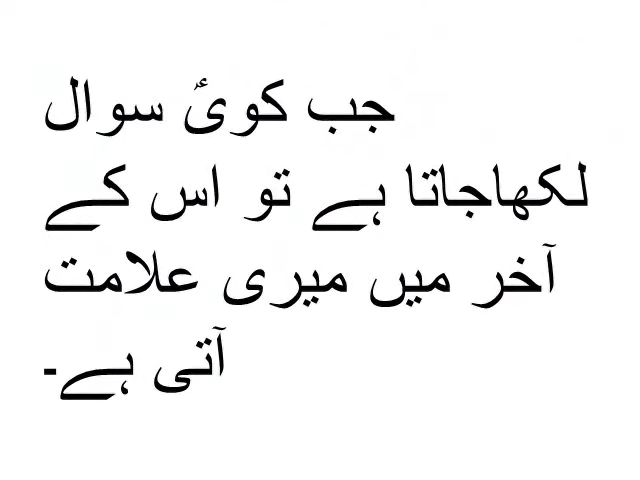 جب کوئ سوال
لکھاجاتا ہے تو اس کے
آخر میں میری علامت
آتی ہے۔